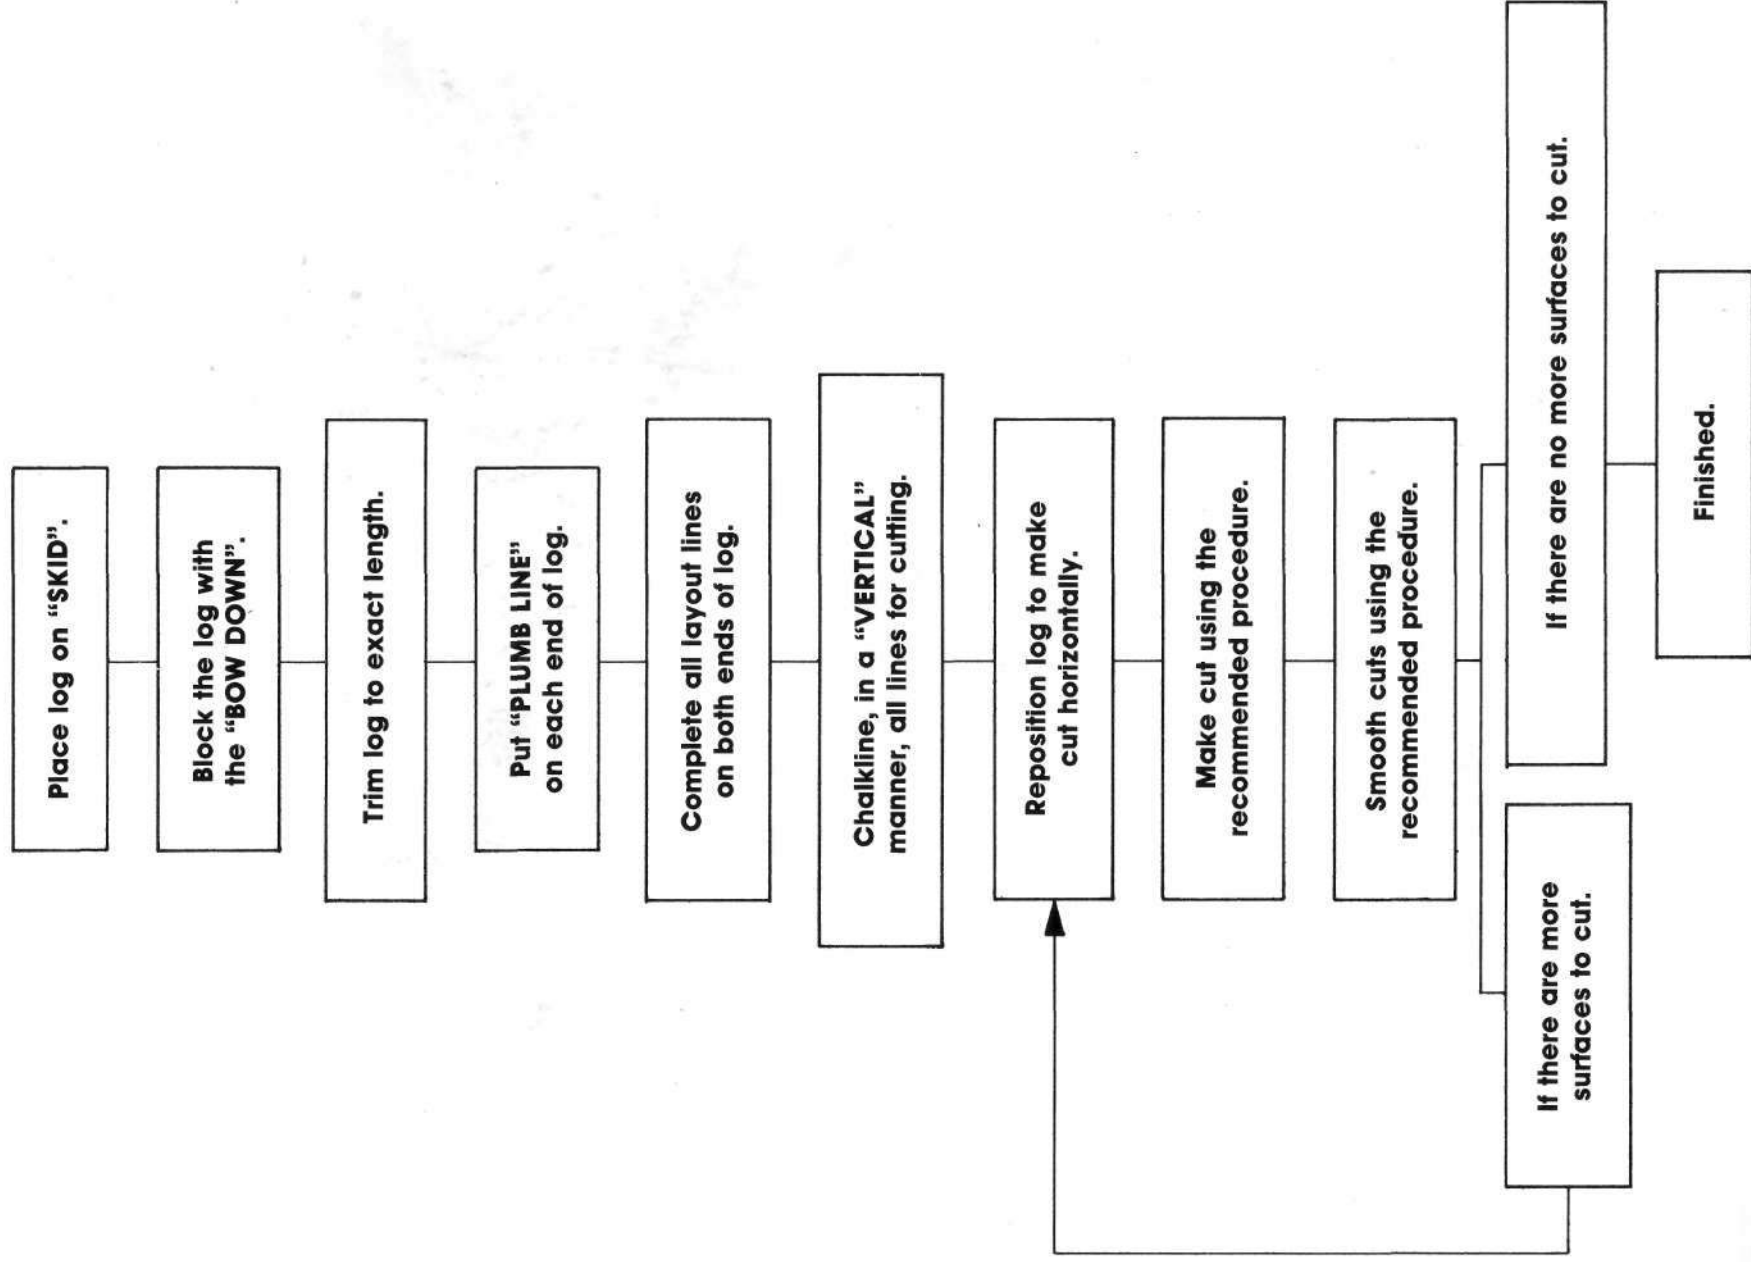 Place log on “SKID”.
Block the log with
the “BOW DOWN”.
Trim log to exact length.
Put “PLUMB LINE”
on each end of log.
Complete all layout lines
on both ends of log.
Chalkline, in a “VERTICAL”
manner, all lines for cutting.
Reposition log to make
cut horizontally.
Make cut using the
recommended procedure.
Smooth cuts using the
recommended procedure.
If there are more
surfaces to cut.
If there are no more surfaces to cut.
Finished.